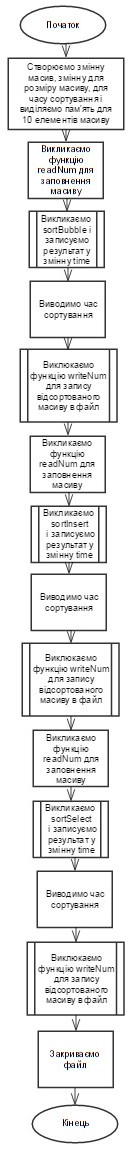 Початок
Створюємо змінну
масив, змінну для
розміру масиву, для
часу сортування і
виділяємо пам'ять для
10 елементів масиву
Викликаємо
функцію
readNum для
заповнення
масиву
Викликаємо
sortBubble і
записуємо
результат у
змінну time
Виводимо час
сортування
Виклюкаємо
функцію writeNum
для запису
відсортованого
масиву в файл
Викликаємо
функцію
readNum для
заповнення
масиву
Викликаємо
sortInsert
і записуємо
результат у
змінну time
Виводимо час
сортування
Виклюкаємо
функцію writeNum
для запису
відсортованого
масиву в файл
Викликаємо
функцію
readNum для
заповнення
масиву
Викликаємо
sortSelect
і записуємо
результат у
змінну time
Виводимо час
сортування
Виклюкаємо
функцію writeNum
для запису
відсортованого
масиву в файл
Закриваємо
файл
Кінець